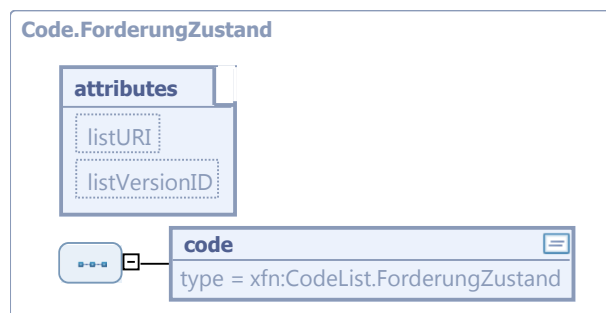 Code.ForderungZustand
attributes
listURI
listVersionID
code
type = xfn:CodeList.ForderungZustand